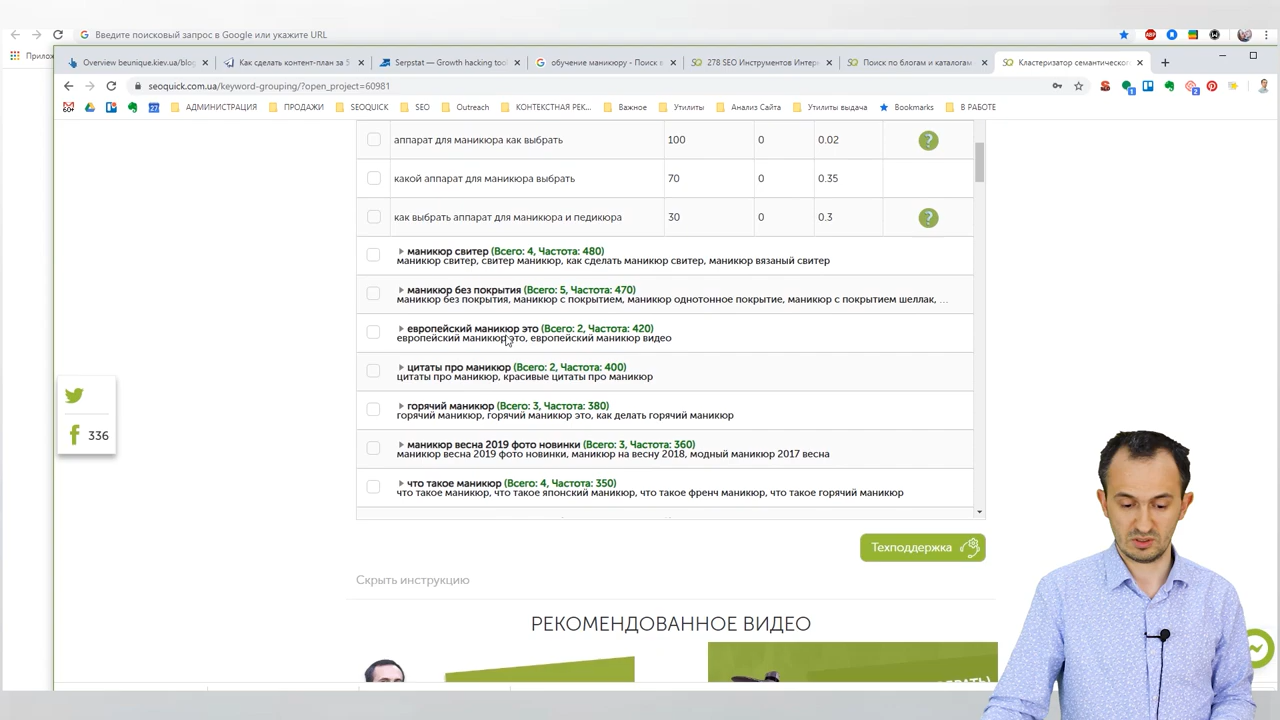 Введите поисковый запрос в Google или укажите URL
Прилож
Overview beunique.kiev.ua/blog
Как сделать контент-план за 5
Serpstat — Growth hacking tool
обучение маникюру - Поиск в
278 SEO Инструментов Интерн
Поиск по блогам и каталогам
Кластеризатор семантического
seoquick.com.ua/keyword-grouping/?open_project=60981
27
АДМИНИСТРАЦИЯ
ПРОДАЖИ
SEOQUICK
SEO
Outreach
КОНТЕКСТНАЯ РЕК...
Важное
Утилиты
Анализ Сайта
Утилиты выдача
Bookmarks
В РАБОТЕ
аппарат для маникюра как выбрать 100 0 0.02 ?
какой аппарат для маникюра выбрать 70 0 0.35
как выбрать аппарат для маникюра и педикюра 30 0 0.3 ?
маникюр свитер (Всего: 4, Частота: 480)
маникюр свитер, свитер маникюр, как сделать маникюр свитер, маникюр вязаный свитер
маникюр без покрытия (Всего: 5, Частота: 470)
маникюр без покрытия, маникюр с покрытием, маникюр однотонное покрытие, маникюр с покрытием шеллак, ...
европейский маникюр это (Всего: 2, Частота: 420)
европейский маникюр это, европейский маникюр видео
цитаты про маникюр (Всего: 2, Частота: 400)
цитаты про маникюр, красивые цитаты про маникюр
горячий маникюр (Всего: 3, Частота: 380)
горячий маникюр, горячий маникюр это, как делать горячий маникюр
маникюр весна 2019 фото новинки (Всего: 3, Частота: 360)
маникюр весна 2019 фото новинки, маникюр на весну 2018, модный маникюр 2017 весна
что такое маникюр (Всего: 4, Частота: 350)
что такое маникюр, что такое японский маникюр, что такое френч маникюр, что такое горячий маникюр
336
Техподдержка
Скрыть инструкцию
РЕКОМЕНДОВАННОЕ ВИДЕО